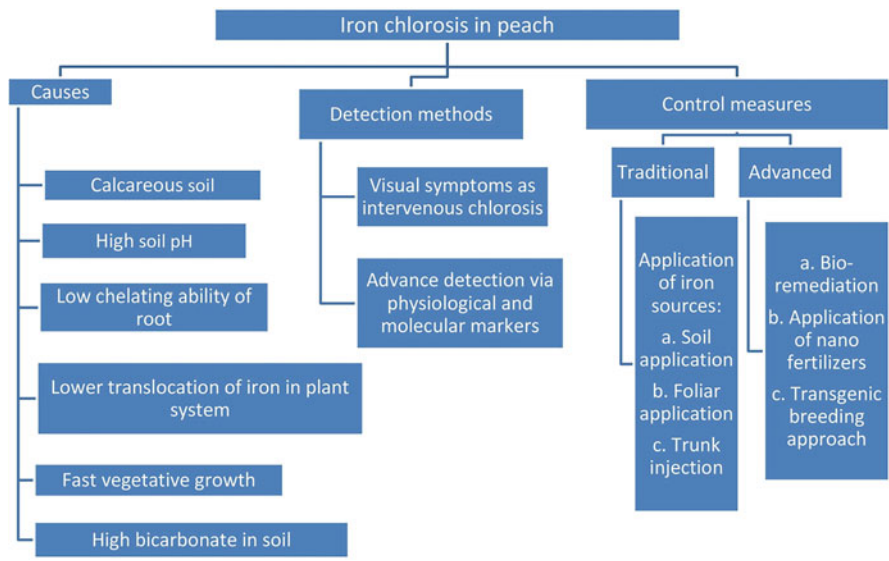 Iron chlorosis in peach
Causes
Calcareous soil
High soil pH
Low chelating ability of
root
Lower translocation of iron in plant
system
Fast vegetative growth
High bicarbonate in soil
Detection methods
Visual symptoms as
intervenous chlorosis
Advance detection via
physiological and
molecular markers
Control measures
Traditional
Application
of iron
sources:
a. Soil
application
b. Foliar
application
c. Trunk
injection
Advanced
a. Bio-
remediation
b. Application
of nano
fertilizers
c. Transgenic
breeding
approach